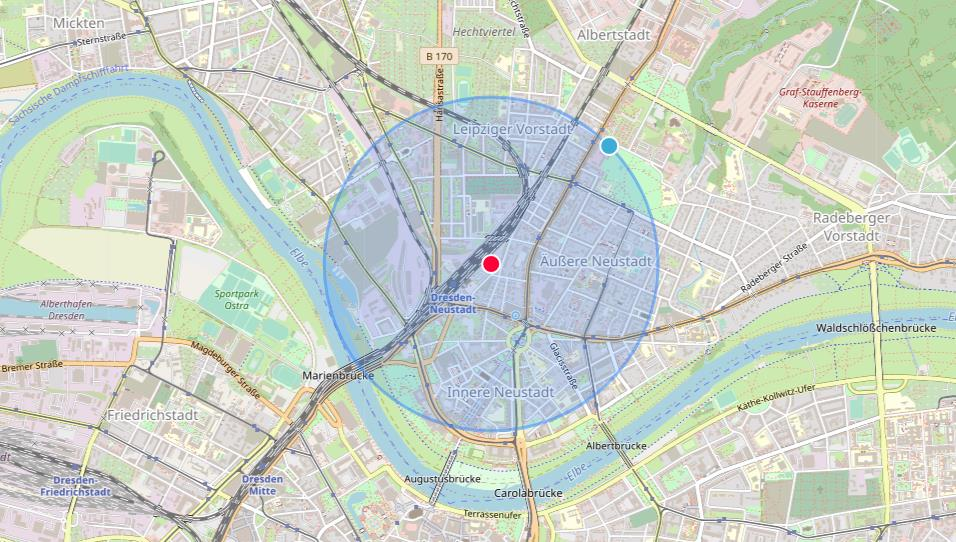 Mickten
Sternstraße
Hechtviertel
Albertstadt
B 170
Hansastraße
Sächsische Dampfschifffahrt
Graf-Stauffenberg-
Kaserne
Leipziger Vorstadt
Radeberger
Vorstadt
Elbe
Äußere Neustadt
Radeberger Straße
Sportpark
Ostra
Alberthafen
Dresden
Dresden-
Neustadt
Waldschlößchenbrücke
Magdeburger Straße
Bremer Straße
Marienbrücke
Glacisstraße
Innere Neustadt
Käthe-Kollwitz-Ufer
Friedrichstadt
Albertbrücke
Elbe
Dresden-
Friedrichstadt
Dresden
Mitte
Augustusbrücke
Carolabrücke
Terrassenufer